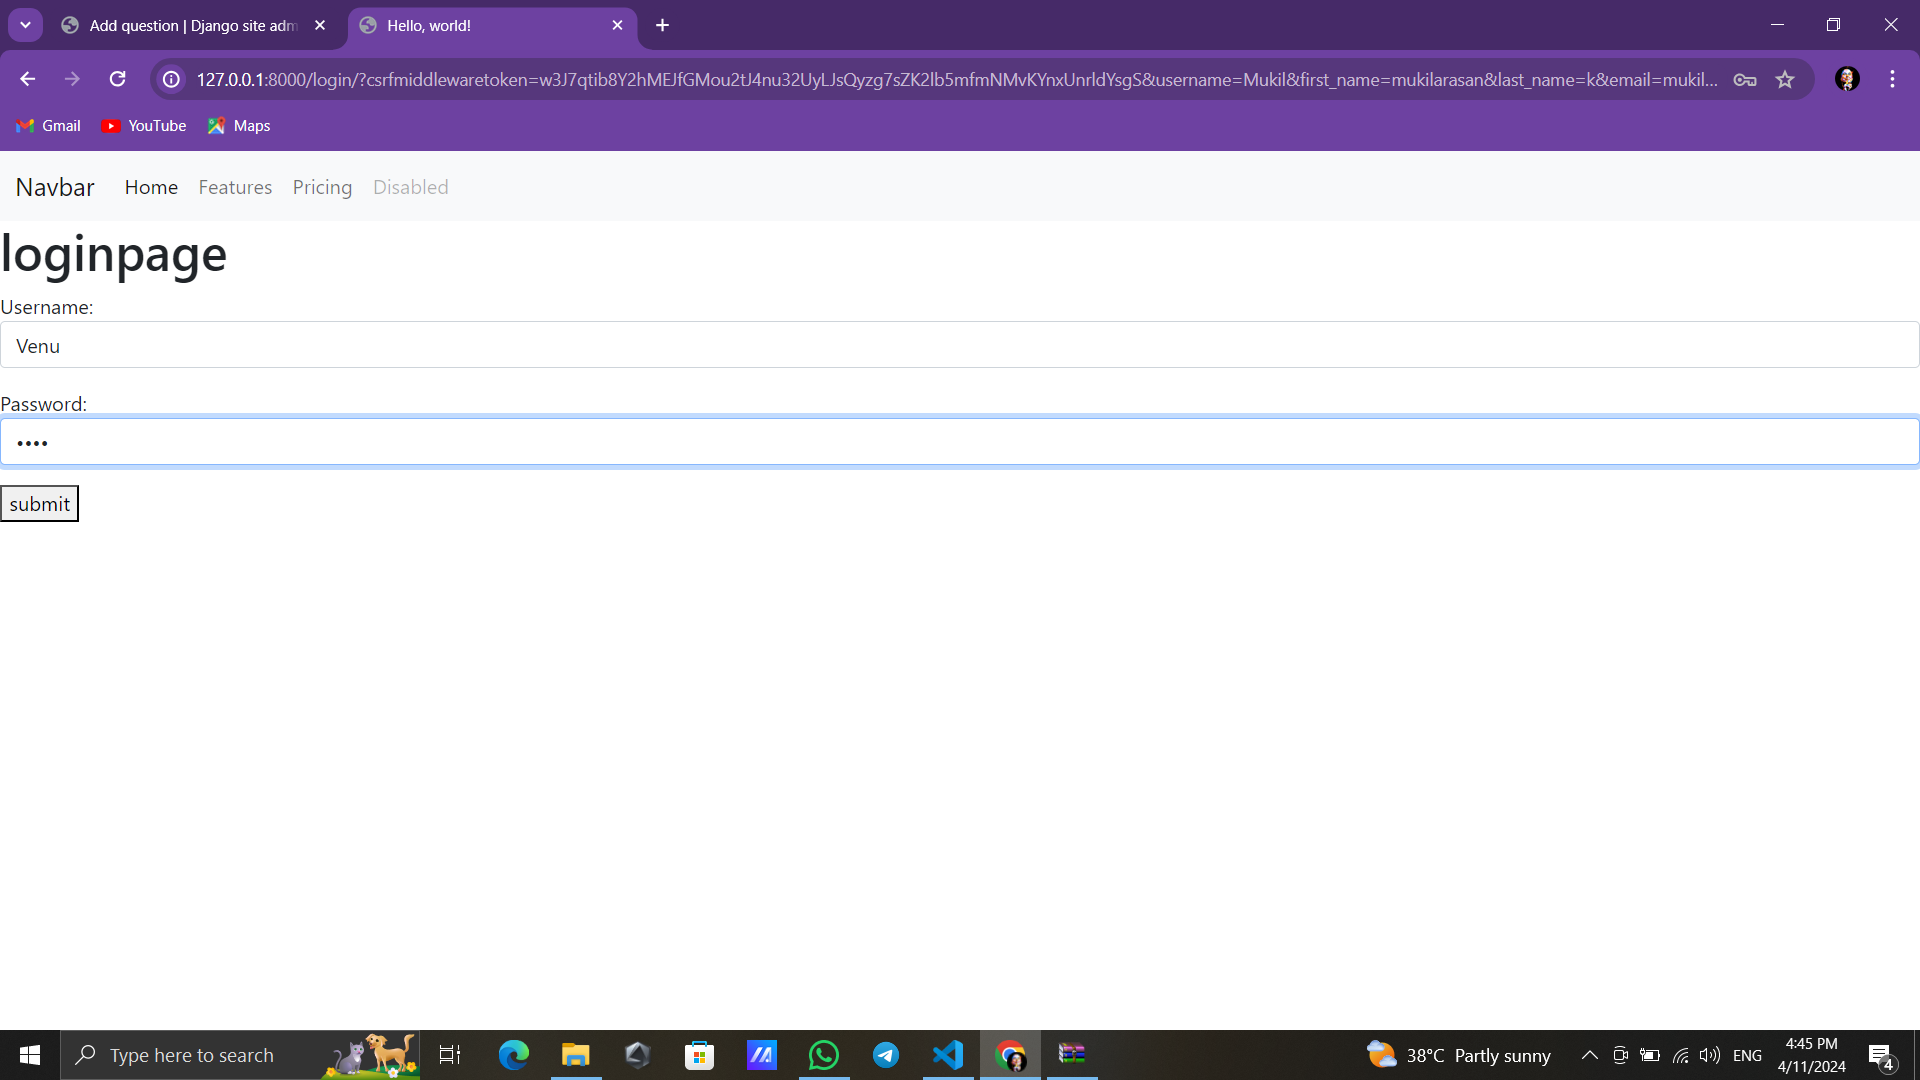 Add question | Django site adm
Hello, world!
127.0.0.1:8000/login/?csrfmiddlewaretoken=w3J7qtib8Y2hMEJfGMou2tJ4nu32UyLJsQyzg7sZK2lb5mfmNMvKYnxUnrldYsgS&username=Mukil&first_name=mukilarasan&last_name=k&email=mukil...
Gmail YouTube Maps
Navbar Home Features Pricing Disabled
loginpage
Username:
Venu
Password:
••••
submit
Type here to search
38°C Partly sunny
ENG
4:45 PM
4/11/2024
4